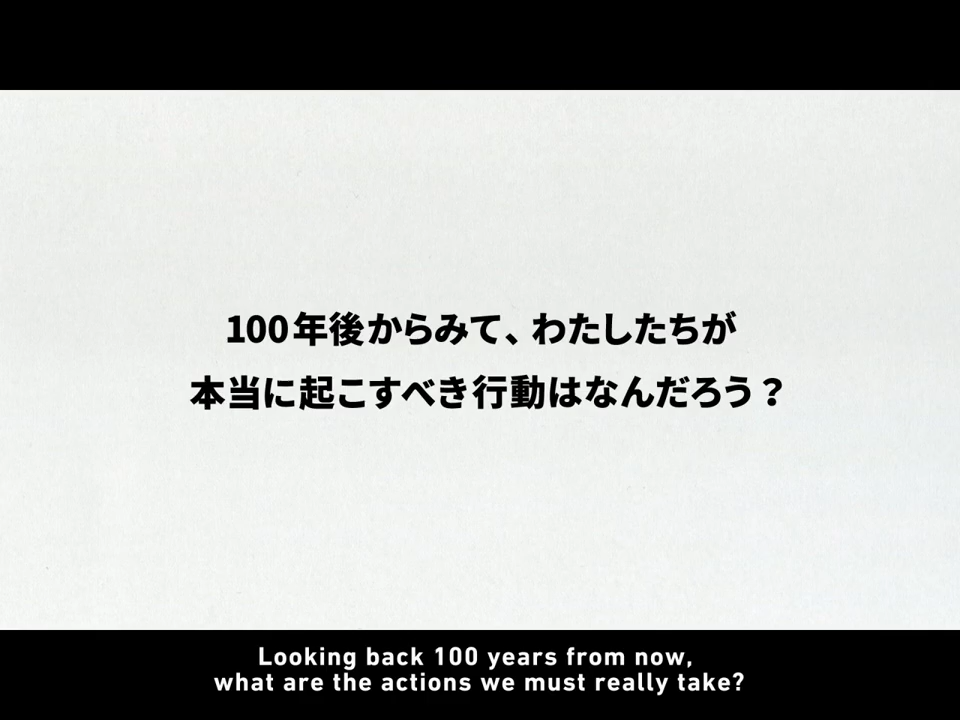 100年後からみて、わたしたちが
本当に起こすべき行動はなんだろう？
Looking back 100 years from now,
what are the actions we must really take?